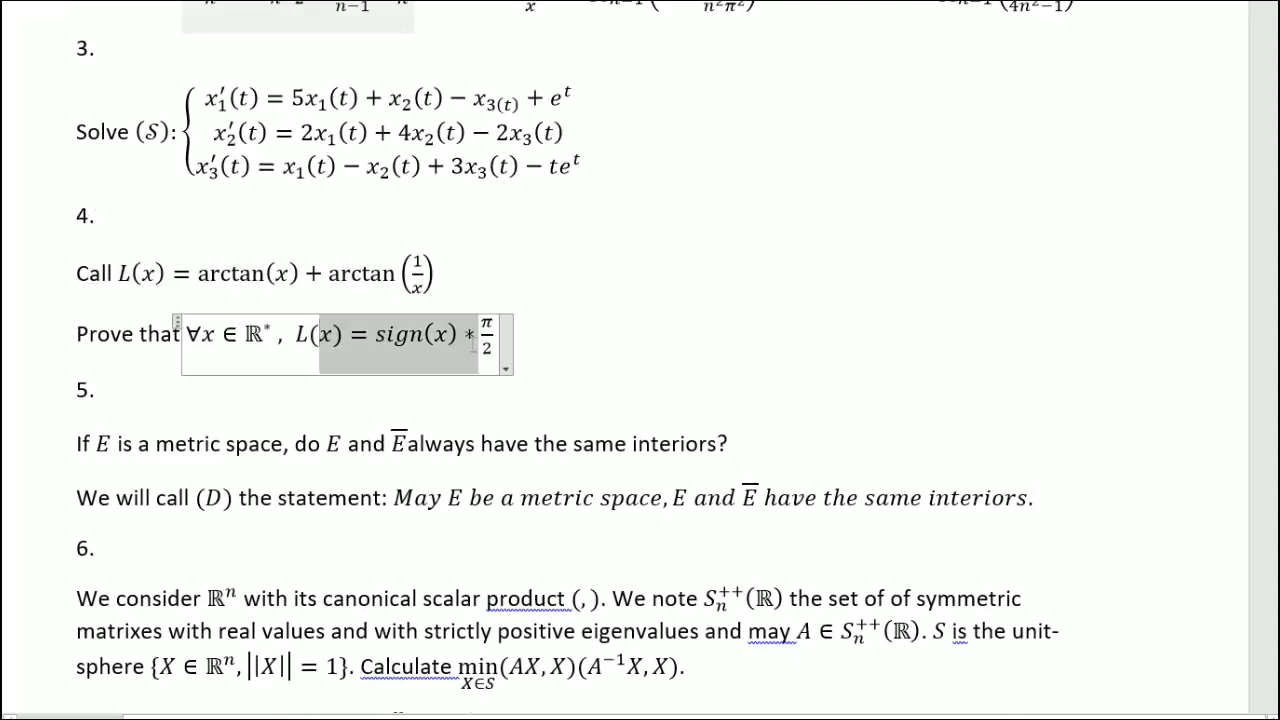 3.
x₁′(t) = 5x₁(t) + x₂(t) − x₃₍ₜ₎ + eᵗ
Solve (S): { x₂′(t) = 2x₁(t) + 4x₂(t) − 2x₃(t)
x₃′(t) = x₁(t) − x₂(t) + 3x₃(t) − teᵗ
4.
Call L(x) = arctan(x) + arctan (1/x)
Prove that ∀x ∈ ℝ* , L(x) = sign(x) * π/2
5.
If E is a metric space, do E and E̅always have the same interiors?
We will call (D) the statement: May E be a metric space, E and E̅ have the same interiors.
6.
We consider ℝⁿ with its canonical scalar product (, ). We note Sₙ⁺⁺(ℝ) the set of of symmetric
matrixes with real values and with strictly positive eigenvalues and may A ∈ Sₙ⁺⁺(ℝ). S is the unit-
sphere {X ∈ ℝⁿ, ||X|| = 1}. Calculate min(AX, X)(A⁻¹X, X).
X∈S